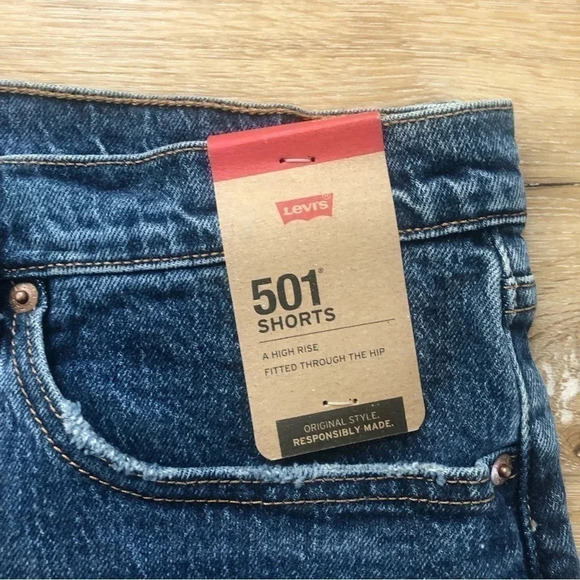 Levi's
501®
SHORTS
A HIGH RISE
FITTED THROUGH THE HIP
ORIGINAL STYLE.
RESPONSIBLY MADE.